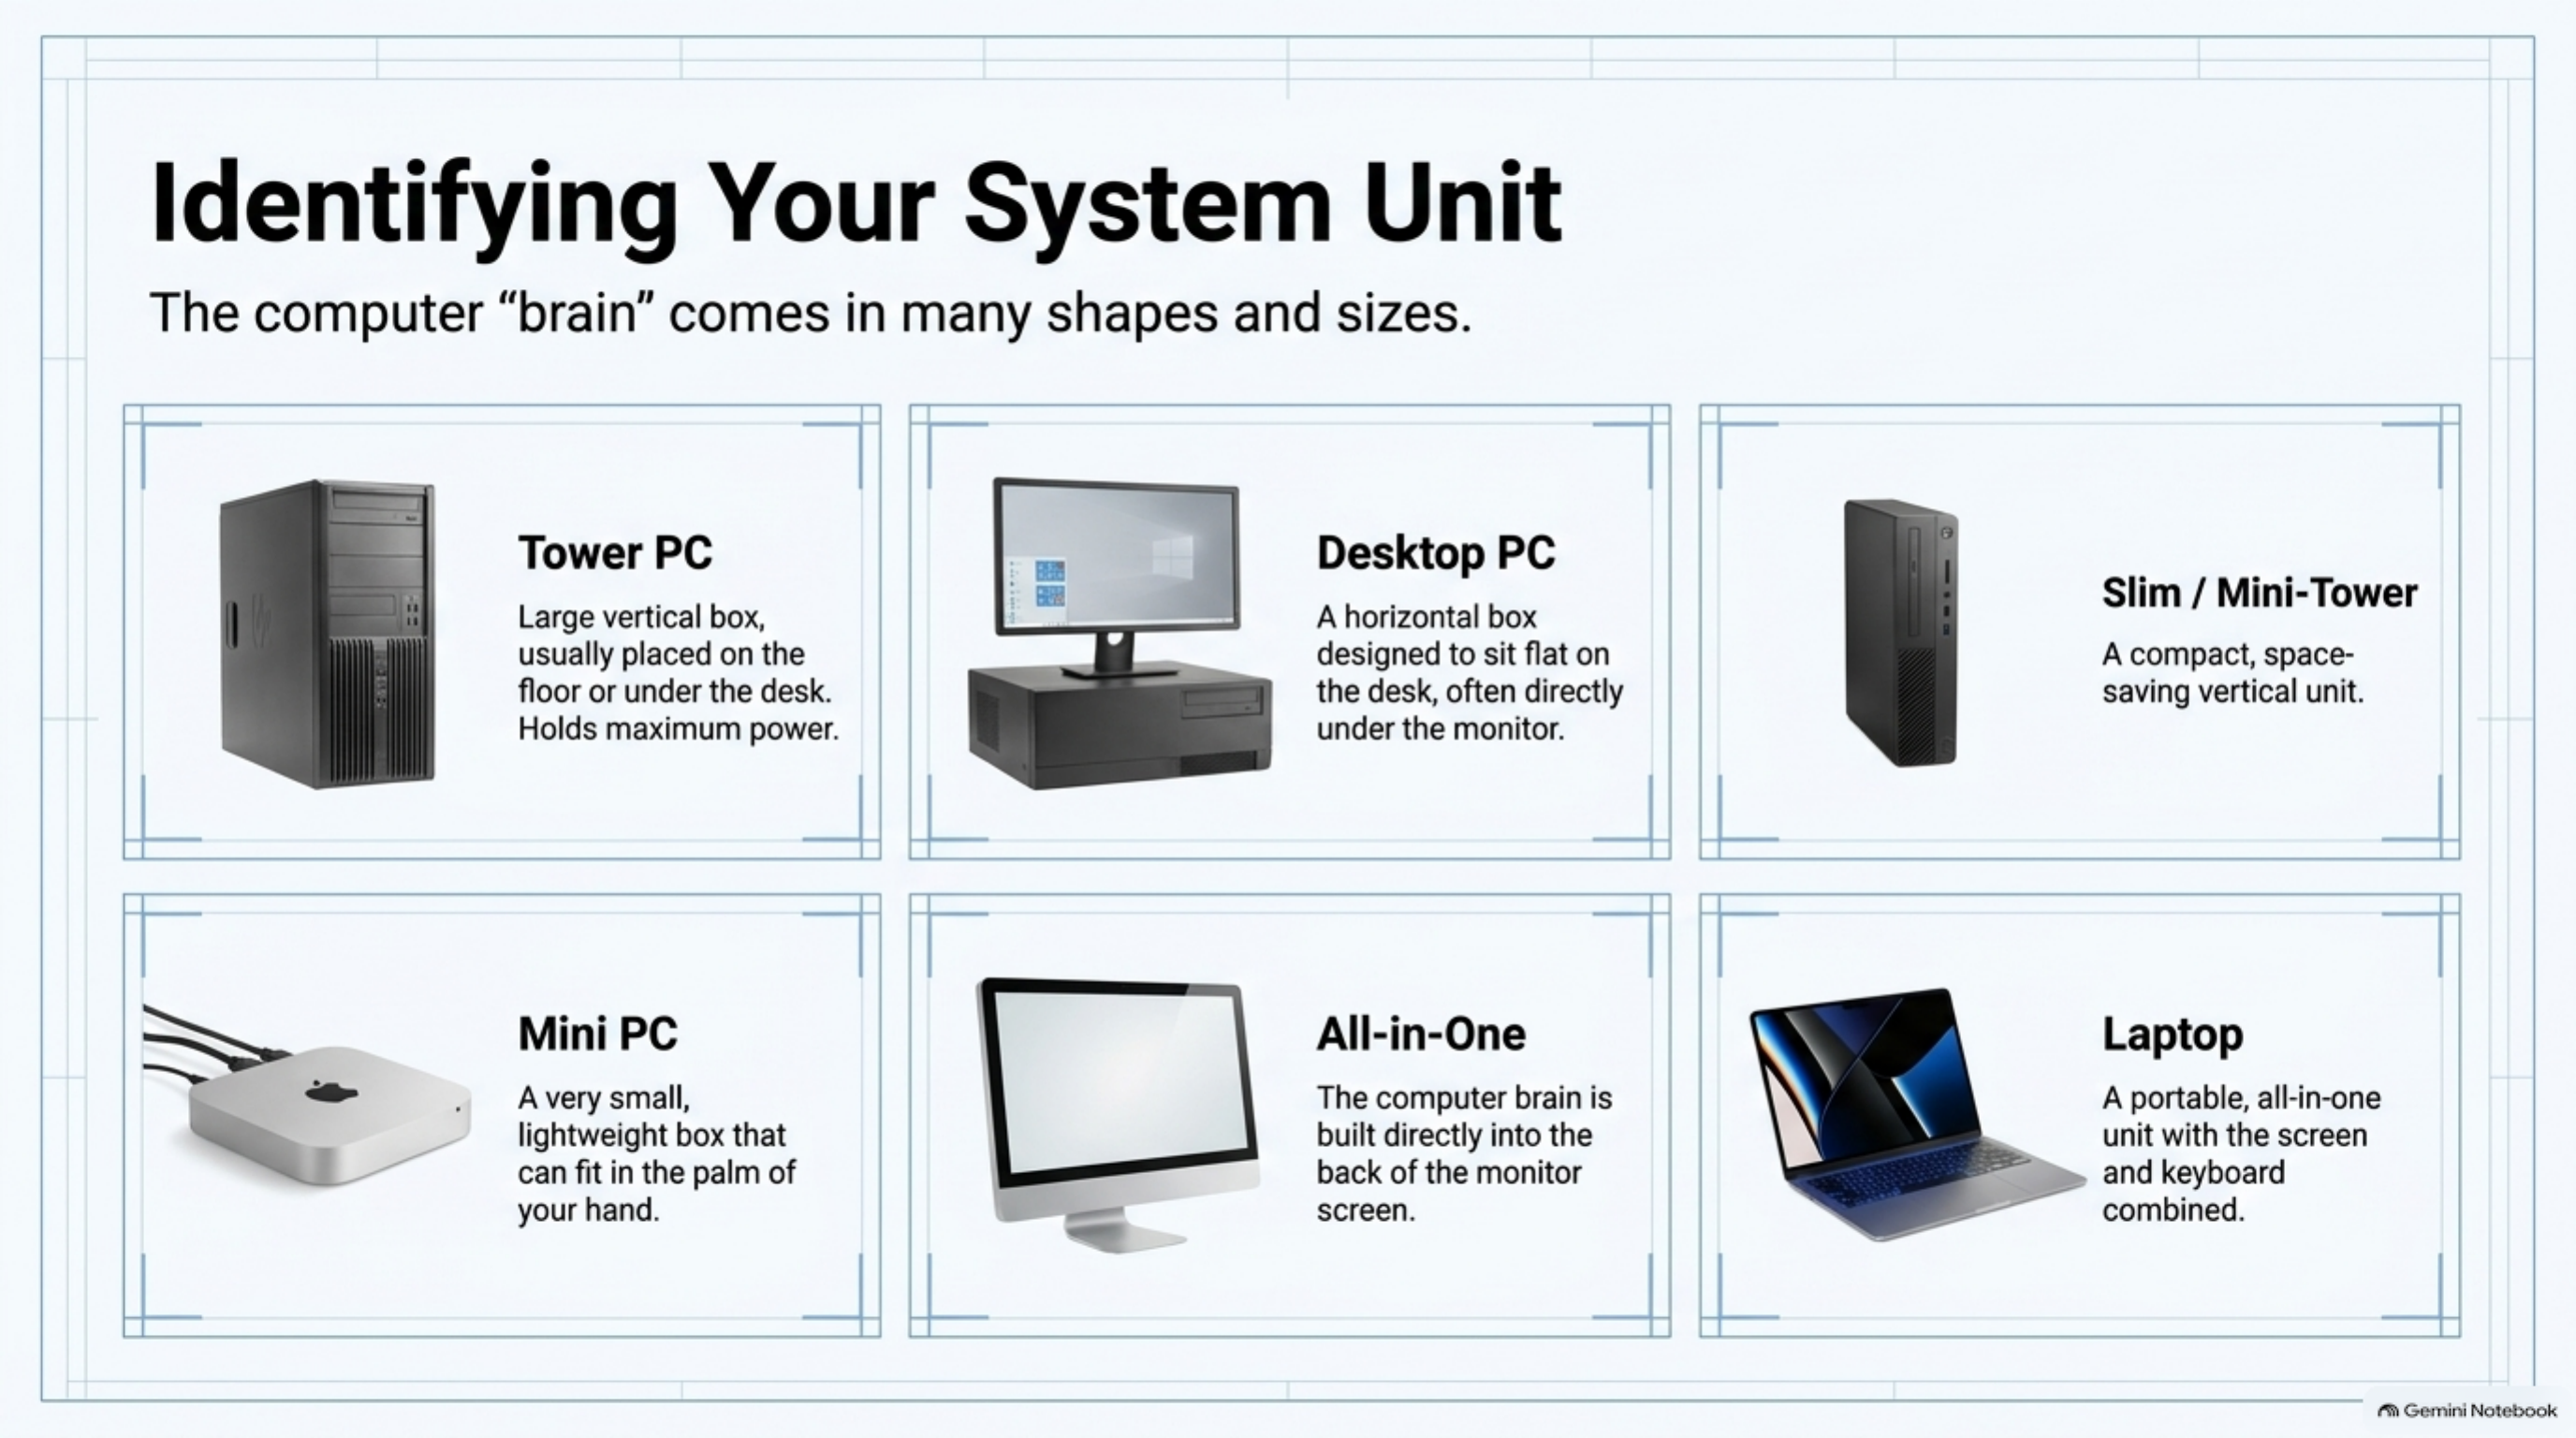 Identifying Your System Unit
The computer “brain” comes in many shapes and sizes.
Tower PC
Large vertical box,
usually placed on the
floor or under the desk.
Holds maximum power.
Desktop PC
A horizontal box
designed to sit flat on
the desk, often directly
under the monitor.
Slim / Mini-Tower
A compact, space-
saving vertical unit.
Mini PC
A very small,
lightweight box that
can fit in the palm of
your hand.
All-in-One
The computer brain is
built directly into the
back of the monitor
screen.
Laptop
A portable, all-in-one
unit with the screen
and keyboard
combined.
Gemini Notebook